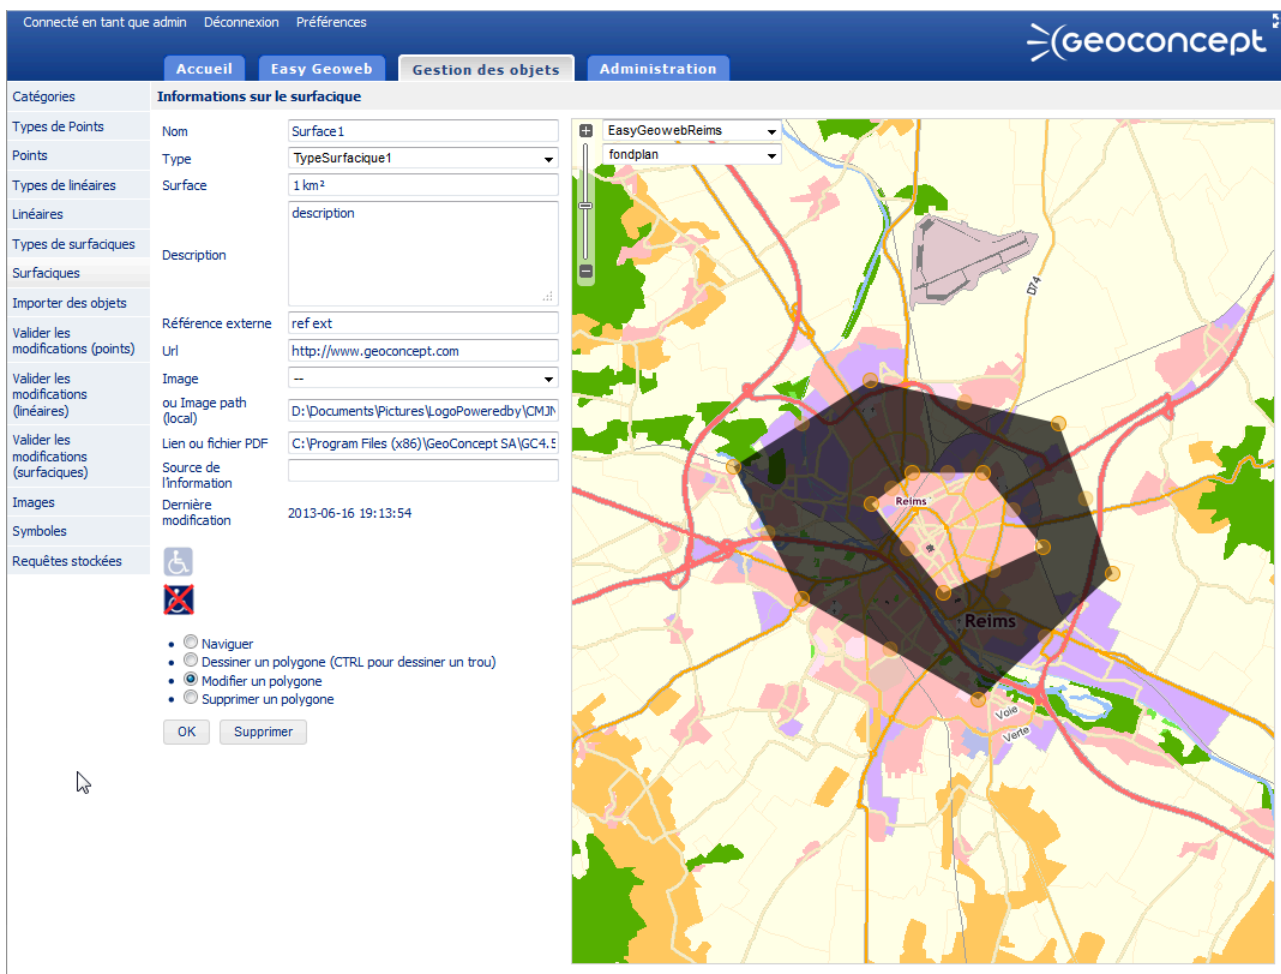 Connecté en tant que admin Déconnexion Préférences
Geoconcept
Accueil Easy Geoweb Gestion des objets Administration
Catégories
Types de Points
Points
Types de linéaires
Linéaires
Types de surfaciques
Surfaciques
Importer des objets
Valider les
modifications (points)
Valider les
modifications
(linéaires)
Valider les
modifications
(surfaciques)
Images
Symboles
Requêtes stockées
Informations sur le surfacique
Nom Surface1
Type TypeSurfacique1
Surface 1 km²
Description description
Référence externe ref ext
Url http://www.geoconcept.com
Image --
ou Image path
(local) D:\Documents\Pictures\LogoPoweredby\CMJN
Lien ou fichier PDF C:\Program Files (x86)\GeoConcept SA\GC4.5
Source de
l'information
Dernière
modification 2013-06-16 19:13:54
Naviguer
Dessiner un polygone (CTRL pour dessiner un trou)
Modifier un polygone
Supprimer un polygone
OK Supprimer
EasyGeowebReims
fondplan
D74
Reims
Reims
Voie
Verte